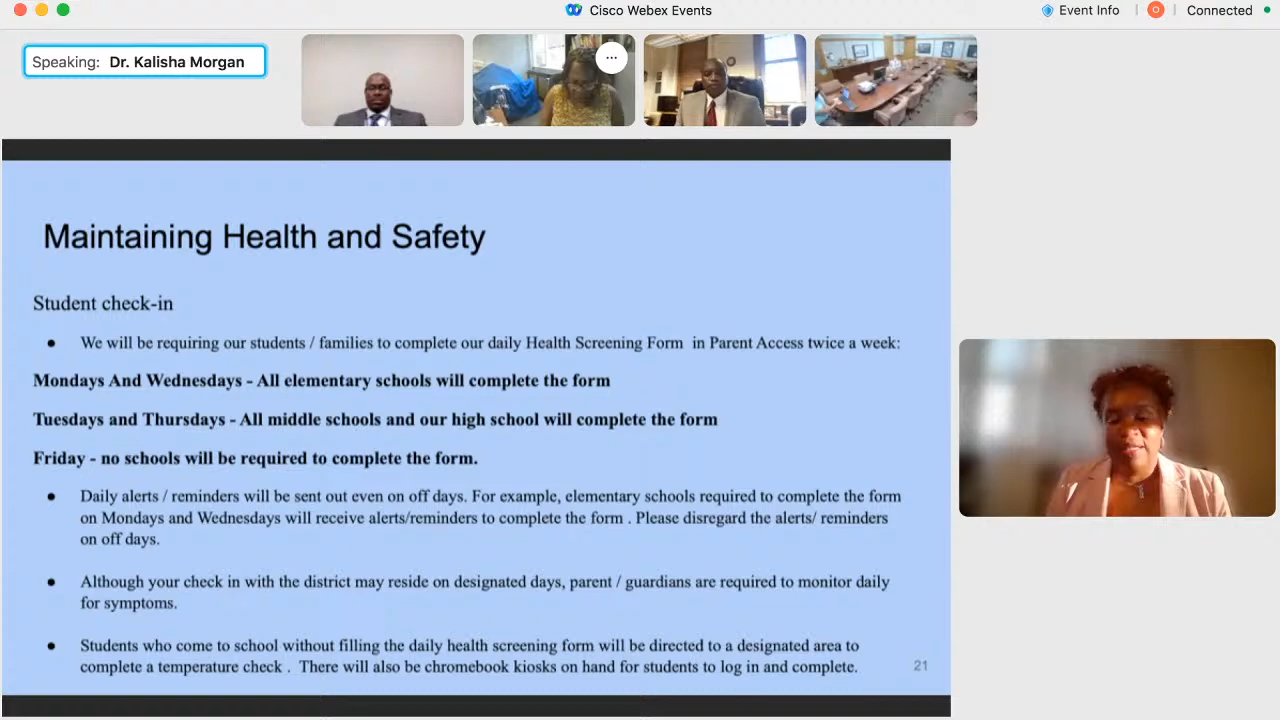 Cisco Webex Events
Event Info
Connected
Speaking: Dr. Kalisha Morgan
Maintaining Health and Safety
Student check-in
● We will be requiring our students / families to complete our daily Health Screening Form in Parent Access twice a week:
Mondays And Wednesdays - All elementary schools will complete the form
Tuesdays and Thursdays - All middle schools and our high school will complete the form
Friday - no schools will be required to complete the form.
● Daily alerts / reminders will be sent out even on off days. For example, elementary schools required to complete the form
on Mondays and Wednesdays will receive alerts/reminders to complete the form . Please disregard the alerts/ reminders
on off days.
● Although your check in with the district may reside on designated days, parent / guardians are required to monitor daily
for symptoms.
● Students who come to school without filling the daily health screening form will be directed to a designated area to
complete a temperature check . There will also be chromebook kiosks on hand for students to log in and complete.
21